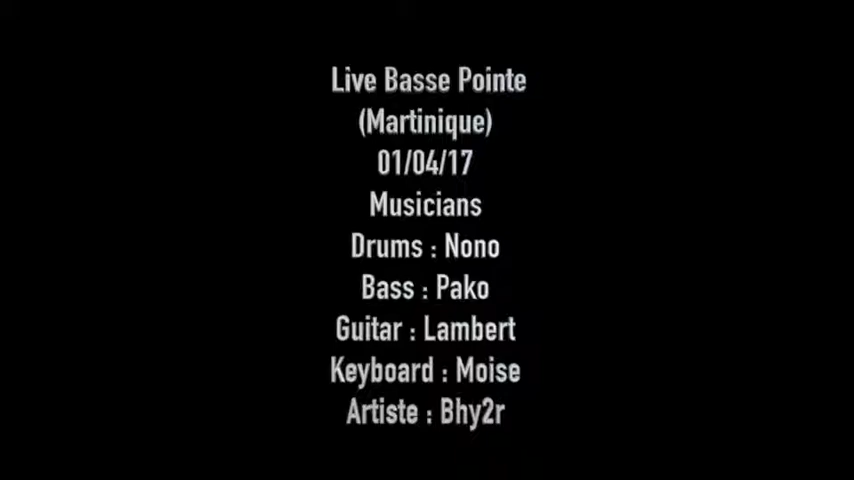 Live Basse Pointe
(Martinique)
01/04/17
Musicians
Drums : Nono
Bass : Pako
Guitar : Lambert
Keyboard : Moise
Artiste : Bhy2r